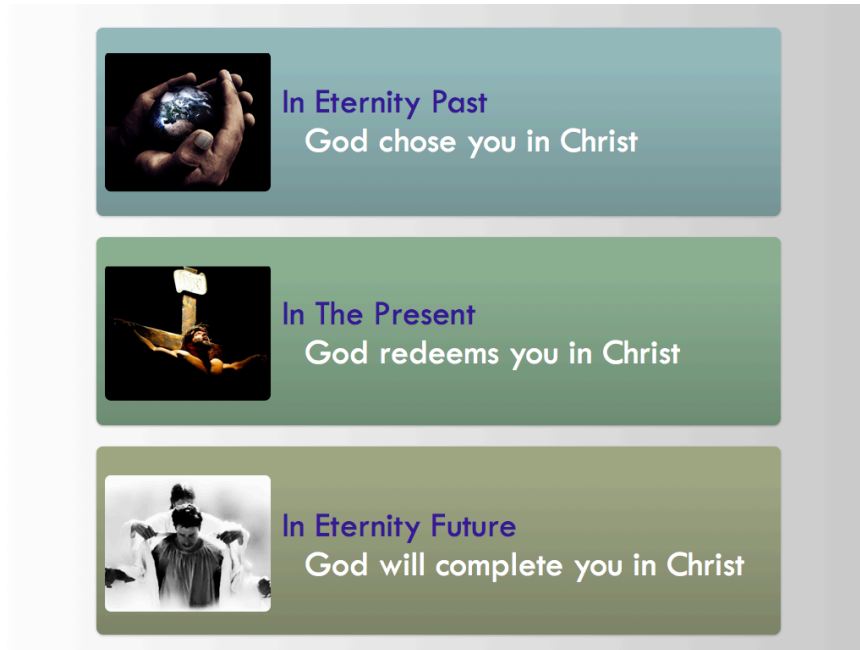 In Eternity Past
God chose you in Christ
In The Present
God redeems you in Christ
In Eternity Future
God will complete you in Christ